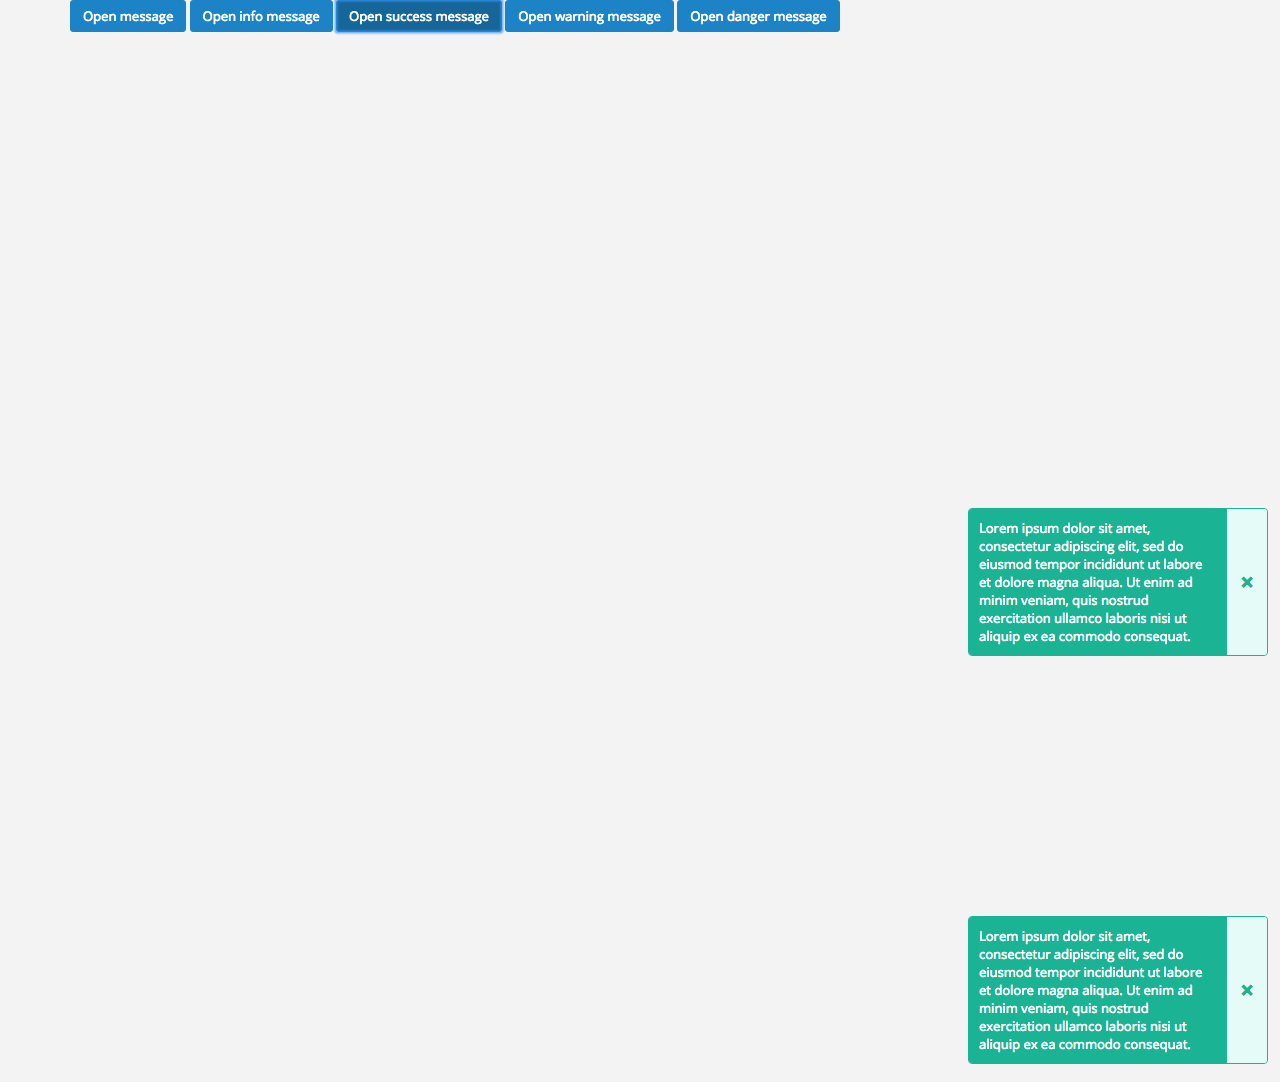 Open message Open info message Open success message Open warning message Open danger message
Lorem ipsum dolor sit amet,
consectetur adipiscing elit, sed do
eiusmod tempor incididunt ut labore
et dolore magna aliqua. Ut enim ad
minim veniam, quis nostrud
exercitation ullamco laboris nisi ut
aliquip ex ea commodo consequat.
Lorem ipsum dolor sit amet,
consectetur adipiscing elit, sed do
eiusmod tempor incididunt ut labore
et dolore magna aliqua. Ut enim ad
minim veniam, quis nostrud
exercitation ullamco laboris nisi ut
aliquip ex ea commodo consequat.